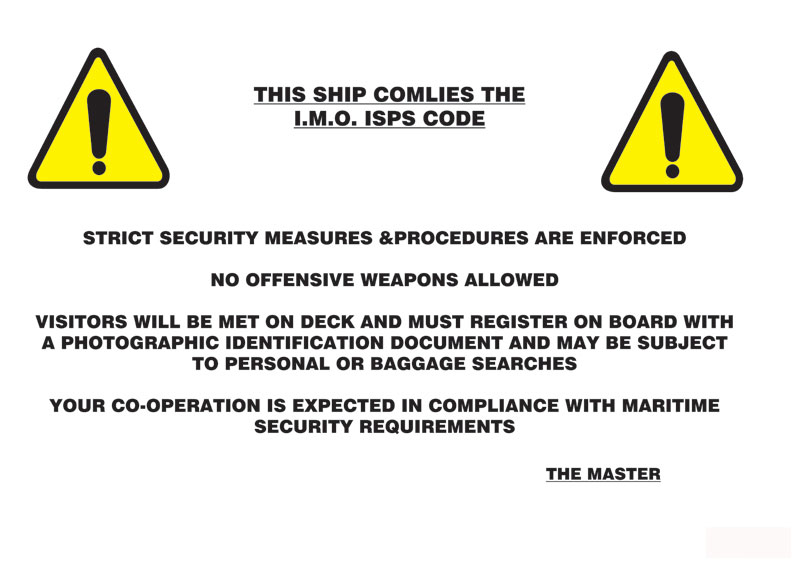 THIS SHIP COMLIES THE
I.M.O. ISPS CODE
STRICT SECURITY MEASURES &PROCEDURES ARE ENFORCED
NO OFFENSIVE WEAPONS ALLOWED
VISITORS WILL BE MET ON DECK AND MUST REGISTER ON BOARD WITH
A PHOTOGRAPHIC IDENTIFICATION DOCUMENT AND MAY BE SUBJECT
TO PERSONAL OR BAGGAGE SEARCHES
YOUR CO-OPERATION IS EXPECTED IN COMPLIANCE WITH MARITIME
SECURITY REQUIREMENTS
THE MASTER